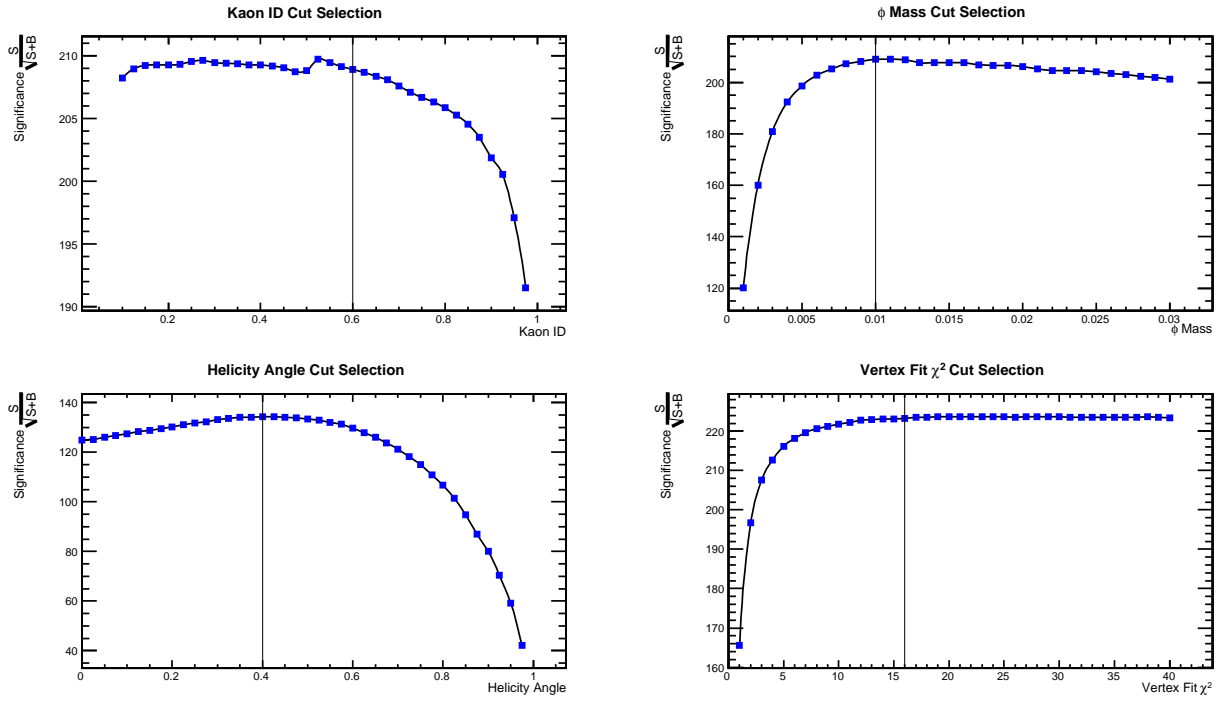 Kaon ID Cut Selection
Significance S/√S+B
210
205
200
195
190
0.2 0.4 0.6 0.8 1
Kaon ID
ϕ Mass Cut Selection
Significance S/√S+B
200
180
160
140
120
0 0.005 0.01 0.015 0.02 0.025 0.03
ϕ Mass
Helicity Angle Cut Selection
Significance S/√S+B
140
120
100
80
60
40
0 0.2 0.4 0.6 0.8 1
Helicity Angle
Vertex Fit χ² Cut Selection
Significance S/√S+B
220
210
200
190
180
170
160
0 5 10 15 20 25 30 35 40
Vertex Fit χ²